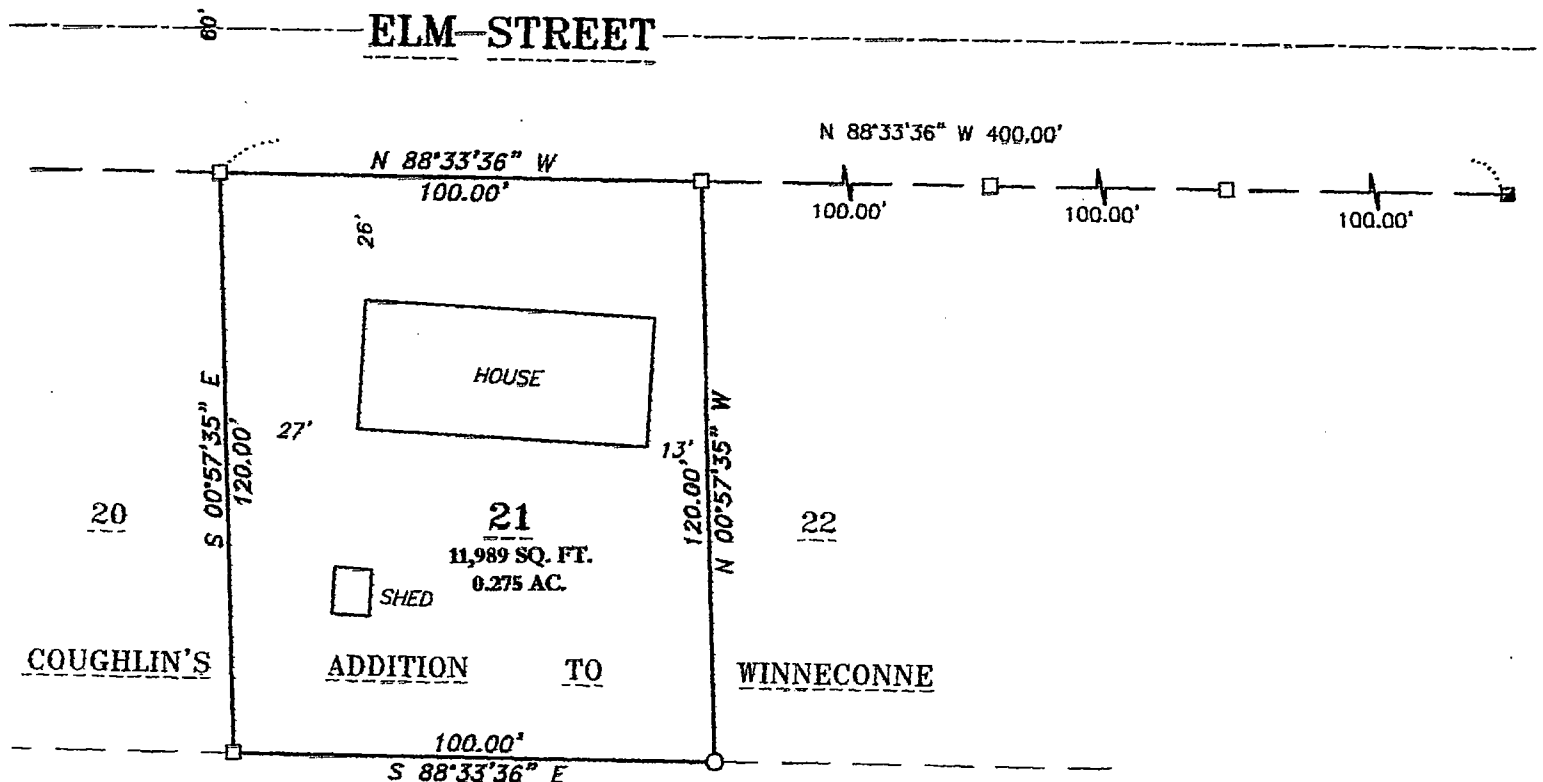 60'
ELM STREET
N 88°33'36" W 400.00'
N 88°33'36" W
100.00'
100.00'
100.00'
100.00'
26'
HOUSE
S 00°57'35" E
120.00'
27'
13'
120.00'
N 00°57'35" W
20
21
22
11,989 SQ. FT.
0.275 AC.
SHED
COUGHLIN'S ADDITION TO WINNECONNE
100.00'
S 88°33'36" E